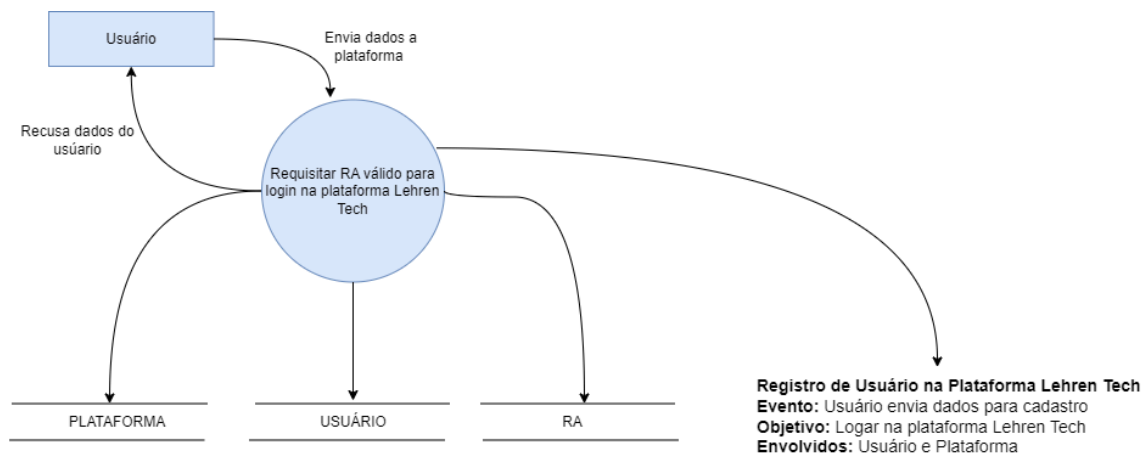 Usuário
Envia dados a
plataforma
Recusa dados do
usúario
Requisitar RA válido para
login na plataforma Lehren
Tech
PLATAFORMA
USUÁRIO
RA
Registro de Usuário na Plataforma Lehren Tech
Evento: Usuário envia dados para cadastro
Objetivo: Logar na plataforma Lehren Tech
Envolvidos: Usuário e Plataforma